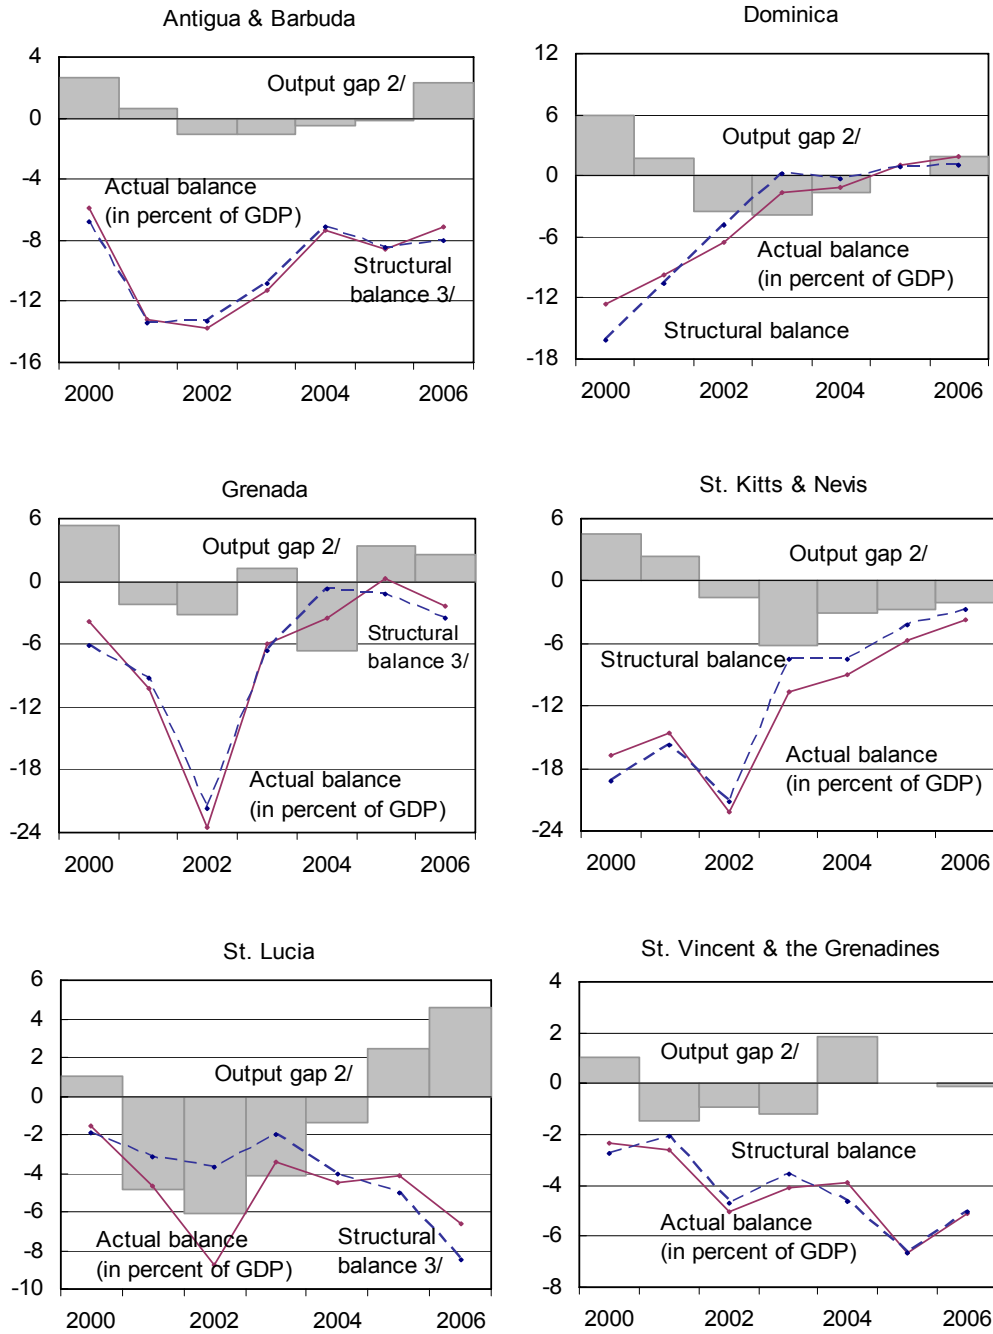 Antigua & Barbuda
4
0
-4
-8
-12
-16
Output gap 2/
Actual balance
(in percent of GDP)
Structural
balance 3/
2000
2002
2004
2006
Dominica
12
6
0
-6
-12
-18
Output gap 2/
Actual balance
(in percent of GDP)
Structural balance
2000
2002
2004
2006
Grenada
6
0
-6
-12
-18
-24
Output gap 2/
Structural
balance 3/
Actual balance
(in percent of GDP)
2000
2002
2004
2006
St. Kitts & Nevis
6
0
-6
-12
-18
-24
Output gap 2/
Structural balance
Actual balance
(in percent of GDP)
2000
2002
2004
2006
St. Lucia
6
4
2
0
-2
-4
-6
-8
-10
Output gap 2/
Actual balance
(in percent of GDP)
Structural
balance 3/
2000
2002
2004
2006
St. Vincent & the Grenadines
4
2
0
-2
-4
-6
-8
Output gap 2/
Structural balance
Actual balance
(in percent of GDP)
2000
2002
2004
2006